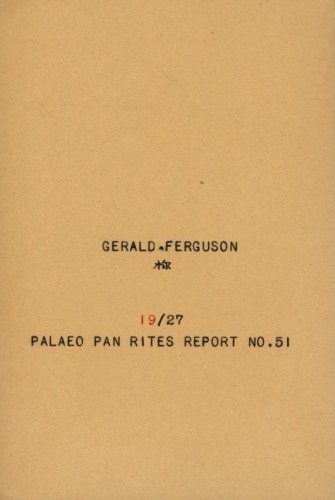 GERALD FERGUSON
19/27
PALAEO PAN RITES REPORT NO.51